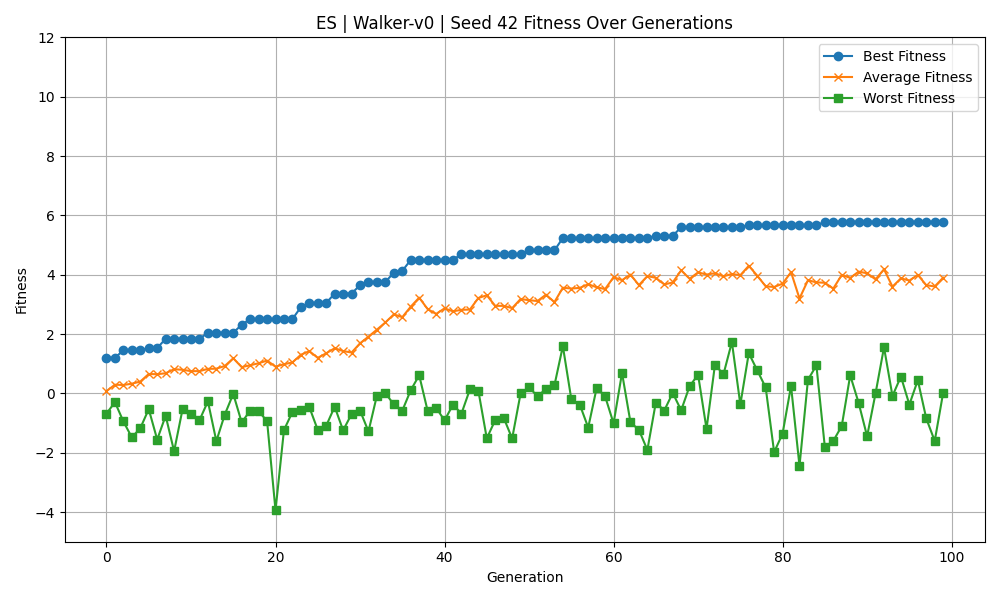 ES | Walker-v0 | Seed 42 Fitness Over Generations
12
10
8
6
4
2
0
−2
−4
Fitness
Best Fitness
Average Fitness
Worst Fitness
0 20 40 60 80 100
Generation